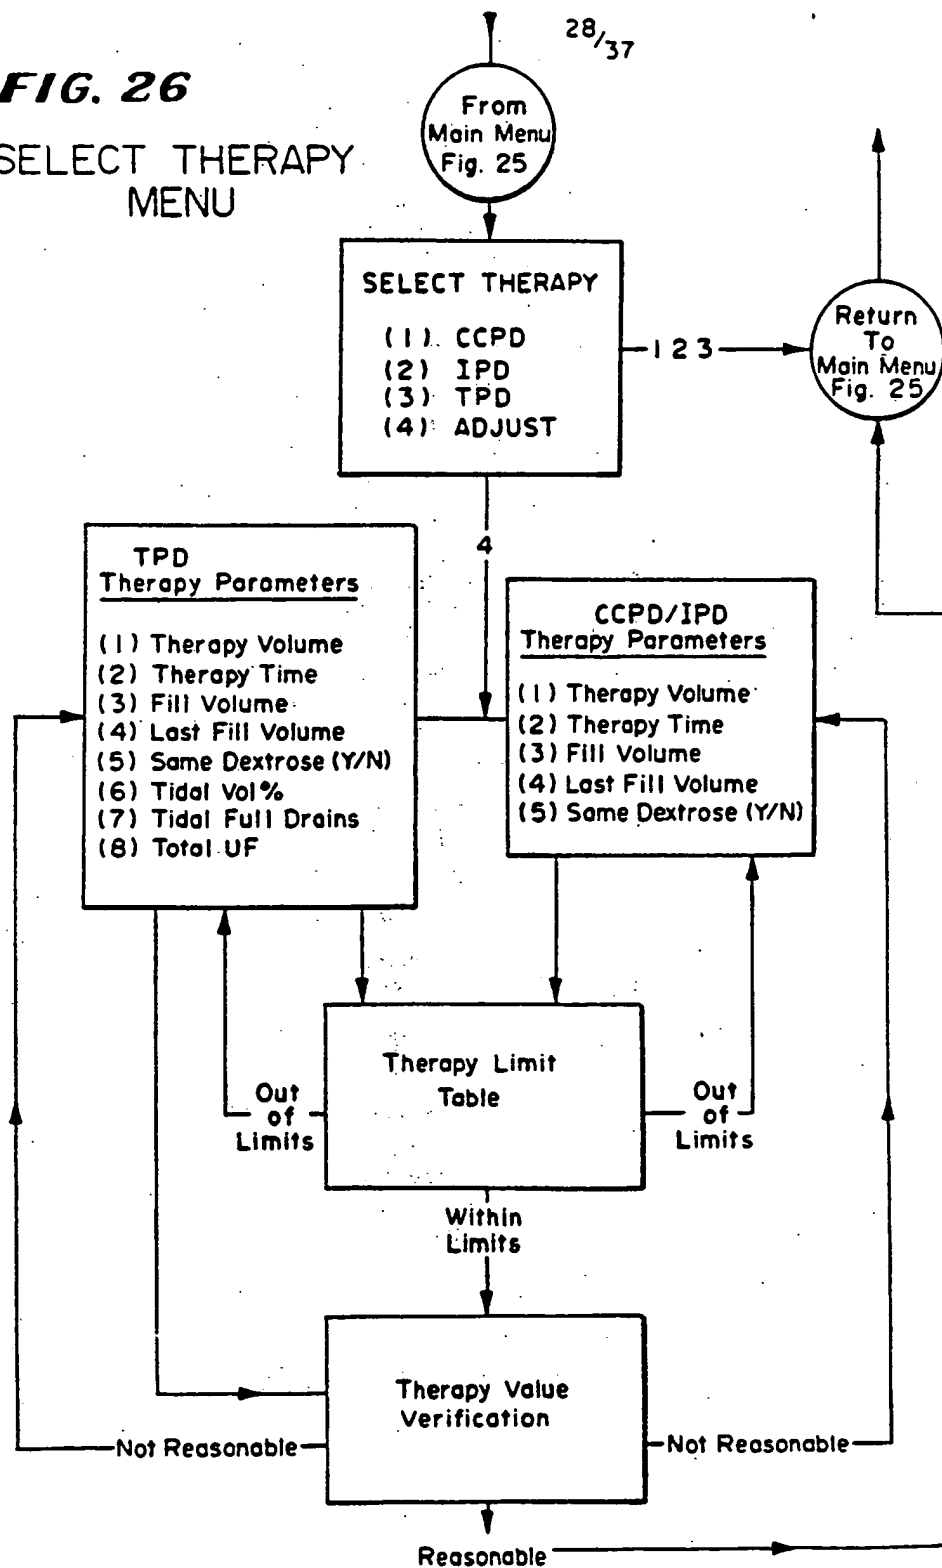 28/37
FIG. 26
SELECT THERAPY
MENU
From
Main Menu
Fig. 25
SELECT THERAPY
(1) CCPD
(2) IPD
(3) TPD
(4) ADJUST
1 2 3
Return
To
Main Menu
Fig. 25
4
TPD
Therapy Parameters
(1) Therapy Volume
(2) Therapy Time
(3) Fill Volume
(4) Last Fill Volume
(5) Same Dextrose (Y/N)
(6) Tidal Vol%
(7) Tidal Full Drains
(8) Total UF
CCPD/IPD
Therapy Parameters
(1) Therapy Volume
(2) Therapy Time
(3) Fill Volume
(4) Last Fill Volume
(5) Same Dextrose (Y/N)
Therapy Limit
Table
Out
of
Limits
Out
of
Limits
Within
Limits
Therapy Value
Verification
Not Reasonable
Not Reasonable
Reasonable